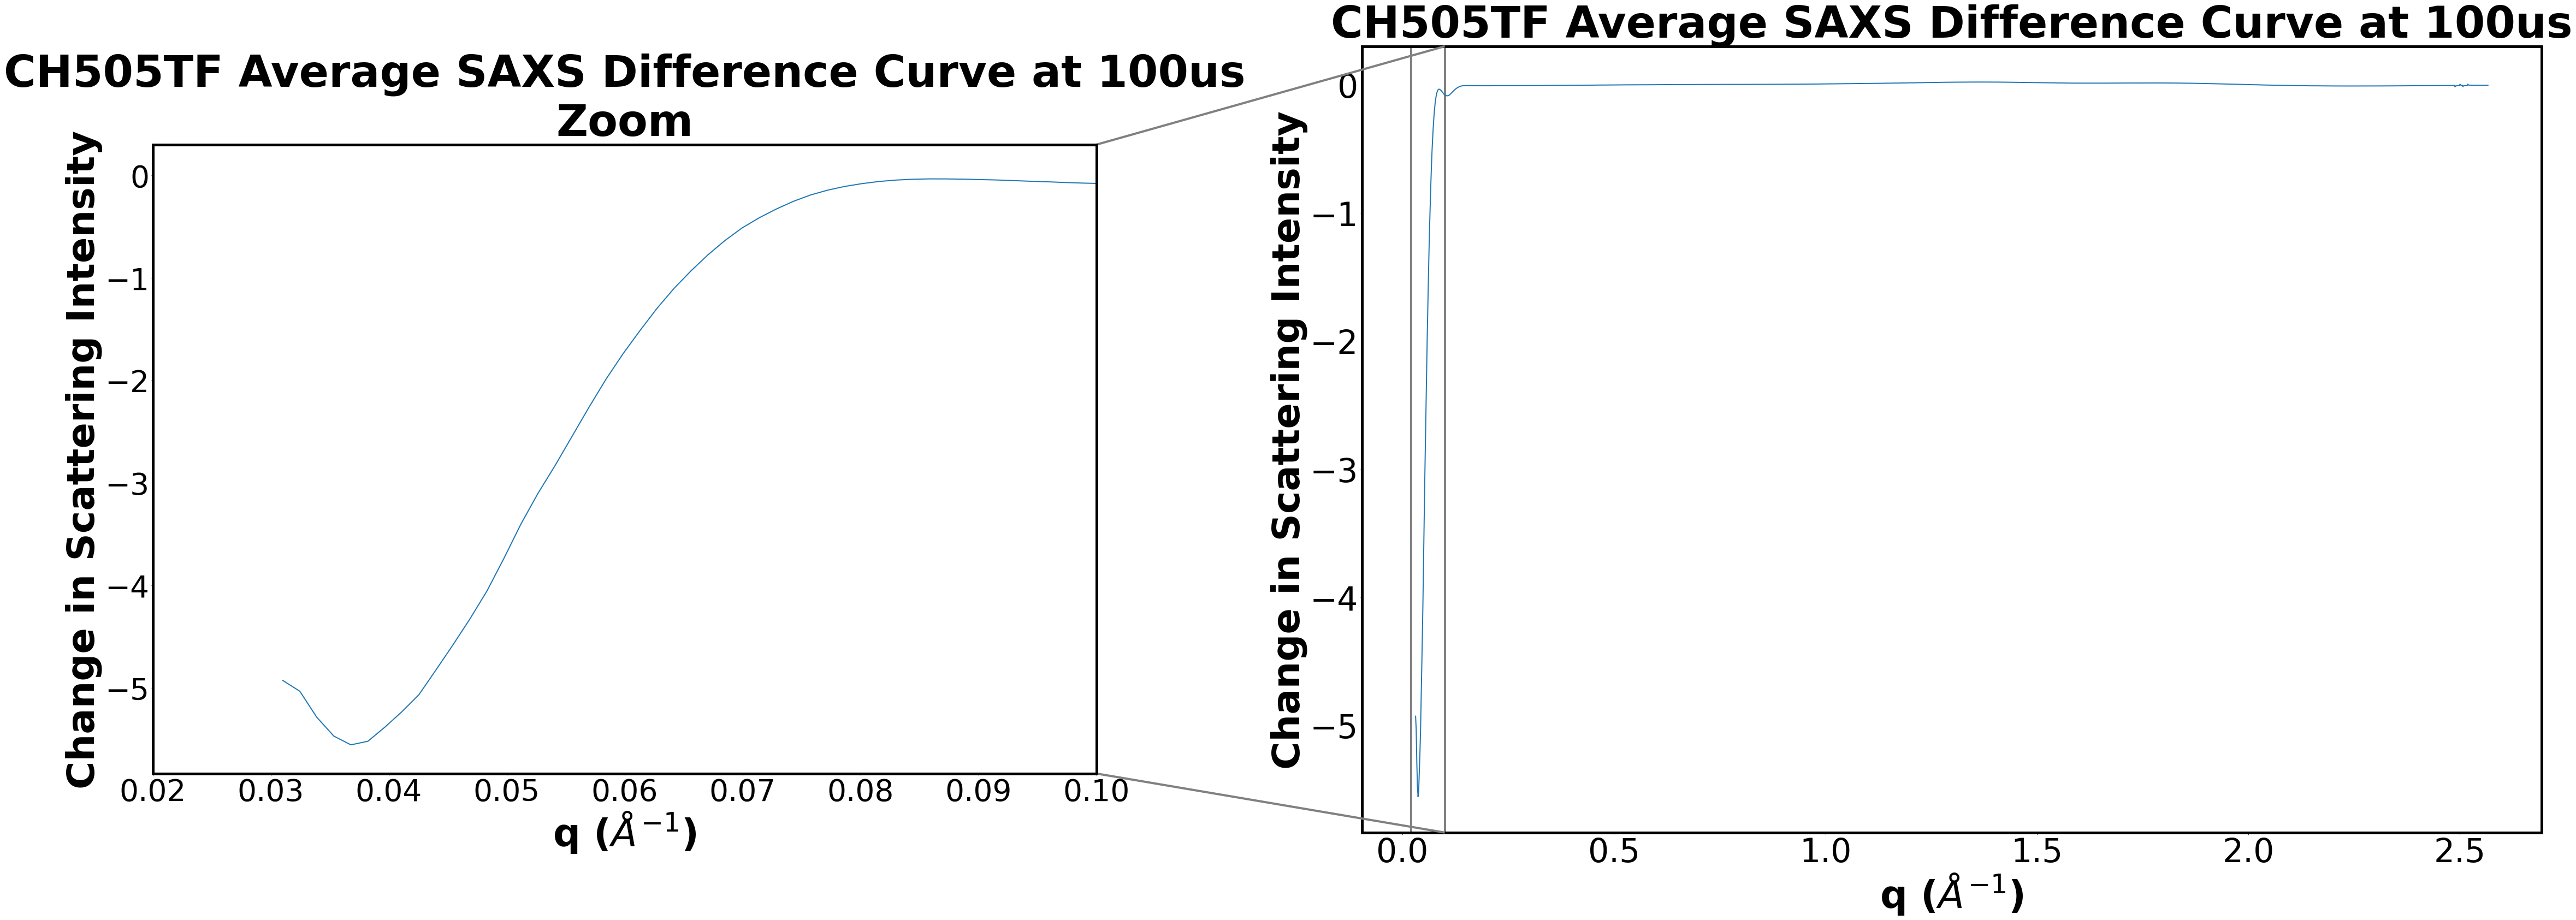 CH505TF Average SAXS Difference Curve at 100us
Zoom
Change in Scattering Intensity
0
−1
−2
−3
−4
−5
0.02 0.03 0.04 0.05 0.06 0.07 0.08 0.09 0.10
q (Å⁻¹)
CH505TF Average SAXS Difference Curve at 100us
Change in Scattering Intensity
0
−1
−2
−3
−4
−5
0.0 0.5 1.0 1.5 2.0 2.5
q (Å⁻¹)